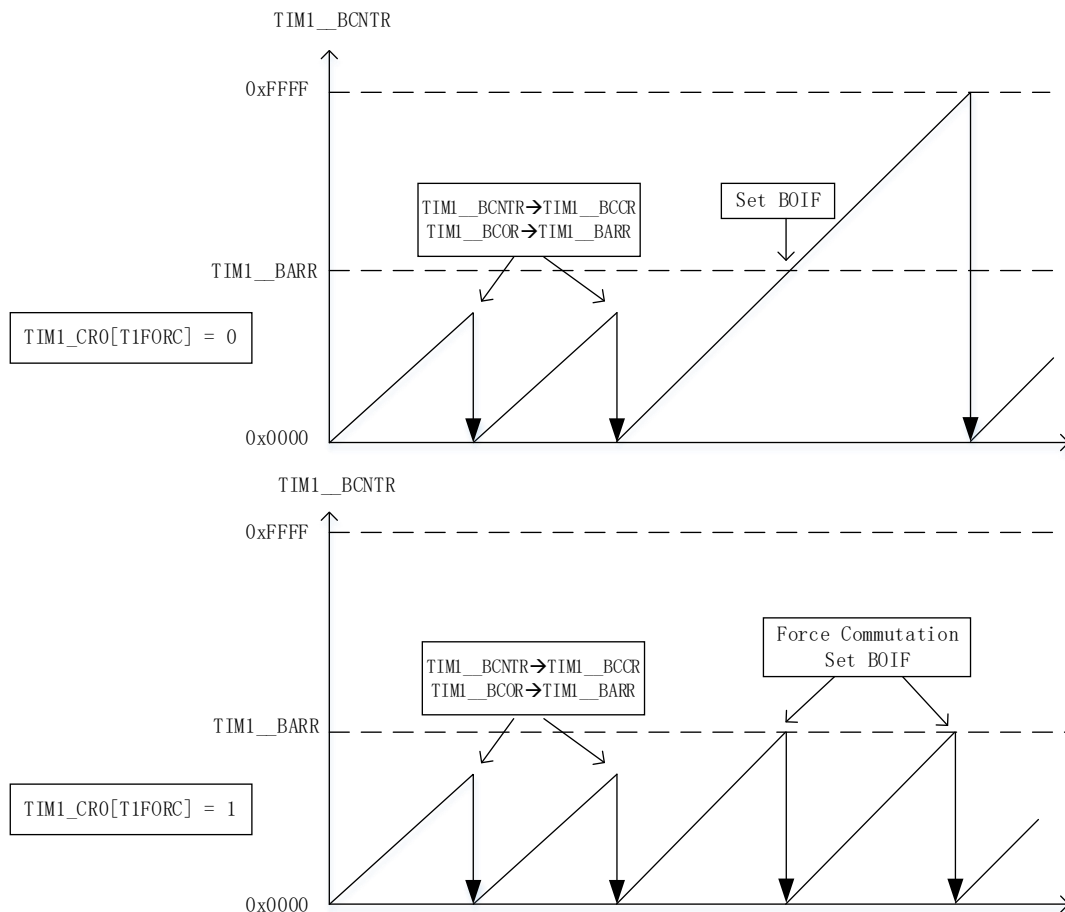 TIM1__BCNTR
0xFFFF
TIM1__BCNTR→TIM1__BCCR
TIM1__BCOR→TIM1__BARR
Set BOIF
TIM1__BARR
TIM1_CR0[T1FORC] = 0
0x0000
TIM1__BCNTR
0xFFFF
Force Commutation
Set BOIF
TIM1__BCNTR→TIM1__BCCR
TIM1__BCOR→TIM1__BARR
TIM1__BARR
TIM1_CR0[T1FORC] = 1
0x0000